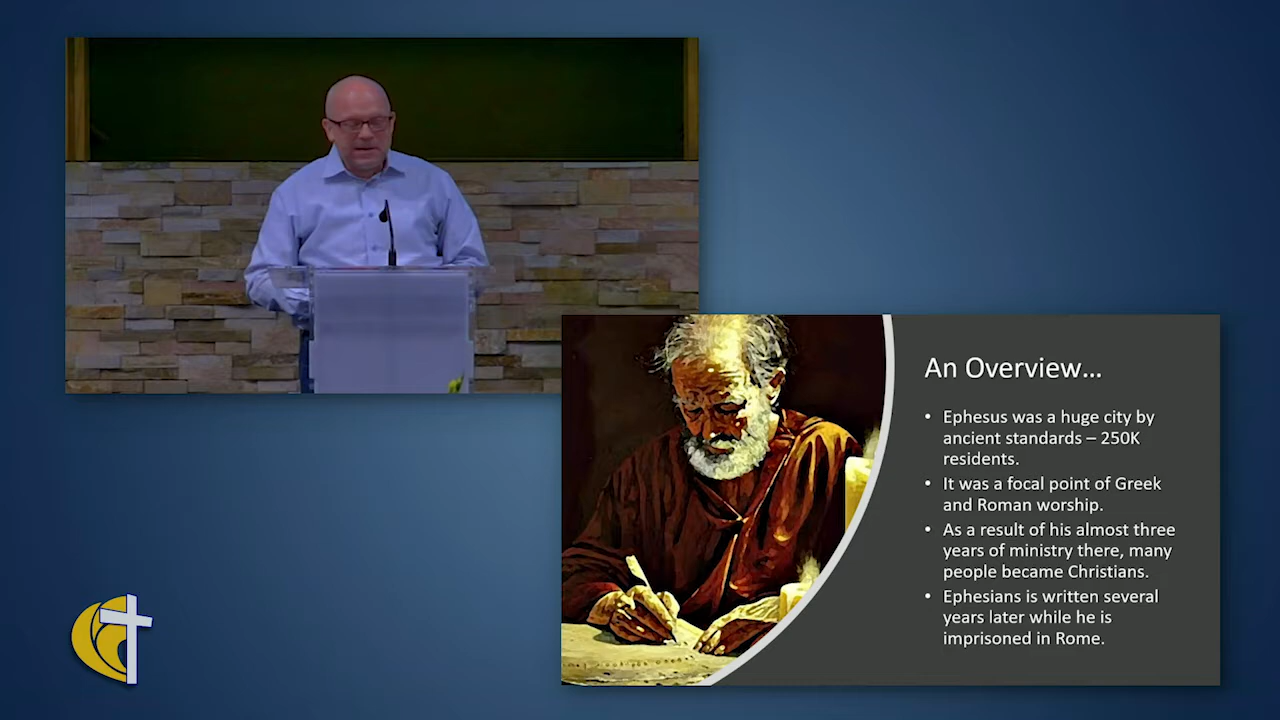 An Overview...
• Ephesus was a huge city by
ancient standards – 250K
residents.
• It was a focal point of Greek
and Roman worship.
• As a result of his almost three
years of ministry there, many
people became Christians.
• Ephesians is written several
years later while he is
imprisoned in Rome.